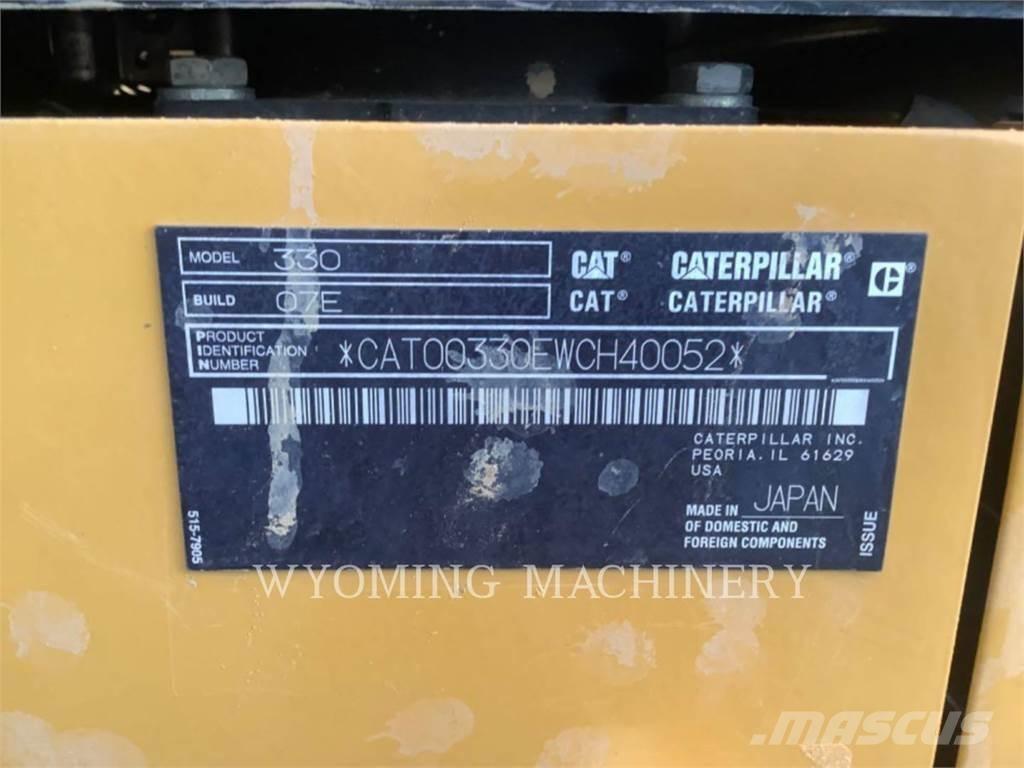 MODEL 330
BUILD 07E
CAT® CATERPILLAR®
CAT® CATERPILLAR®
PRODUCT
IDENTIFICATION
NUMBER
*CAT00330EWCH40052*
CATERPILLAR INC.
PEORIA, IL 61629
USA
MADE IN JAPAN
OF DOMESTIC AND
FOREIGN COMPONENTS
515-7905
ISSUE
WYOMING MACHINERY
MASCUS